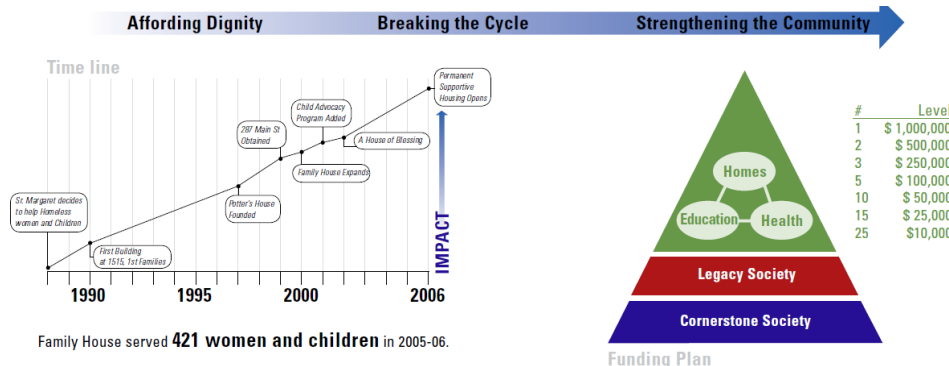 Affording Dignity Breaking the Cycle Strengthening the Community
Time line
St. Margaret decides
to help Homeless
women and Children
First Building
at 1515, 1st Families
Potter's House
Founded
287 Main St
Obtained
Family House Expands
Child Advocacy
Program Added
A House of Blessing
Permanent
Supportive
Housing Opens
IMPACT
1990 1995 2000 2006
Family House served 421 women and children in 2005-06.
Homes
Education Health
Legacy Society
Cornerstone Society
Funding Plan
# Level
1 $ 1,000,000
2 $ 500,000
3 $ 250,000
5 $ 100,000
10 $ 50,000
15 $ 25,000
25 $10,000